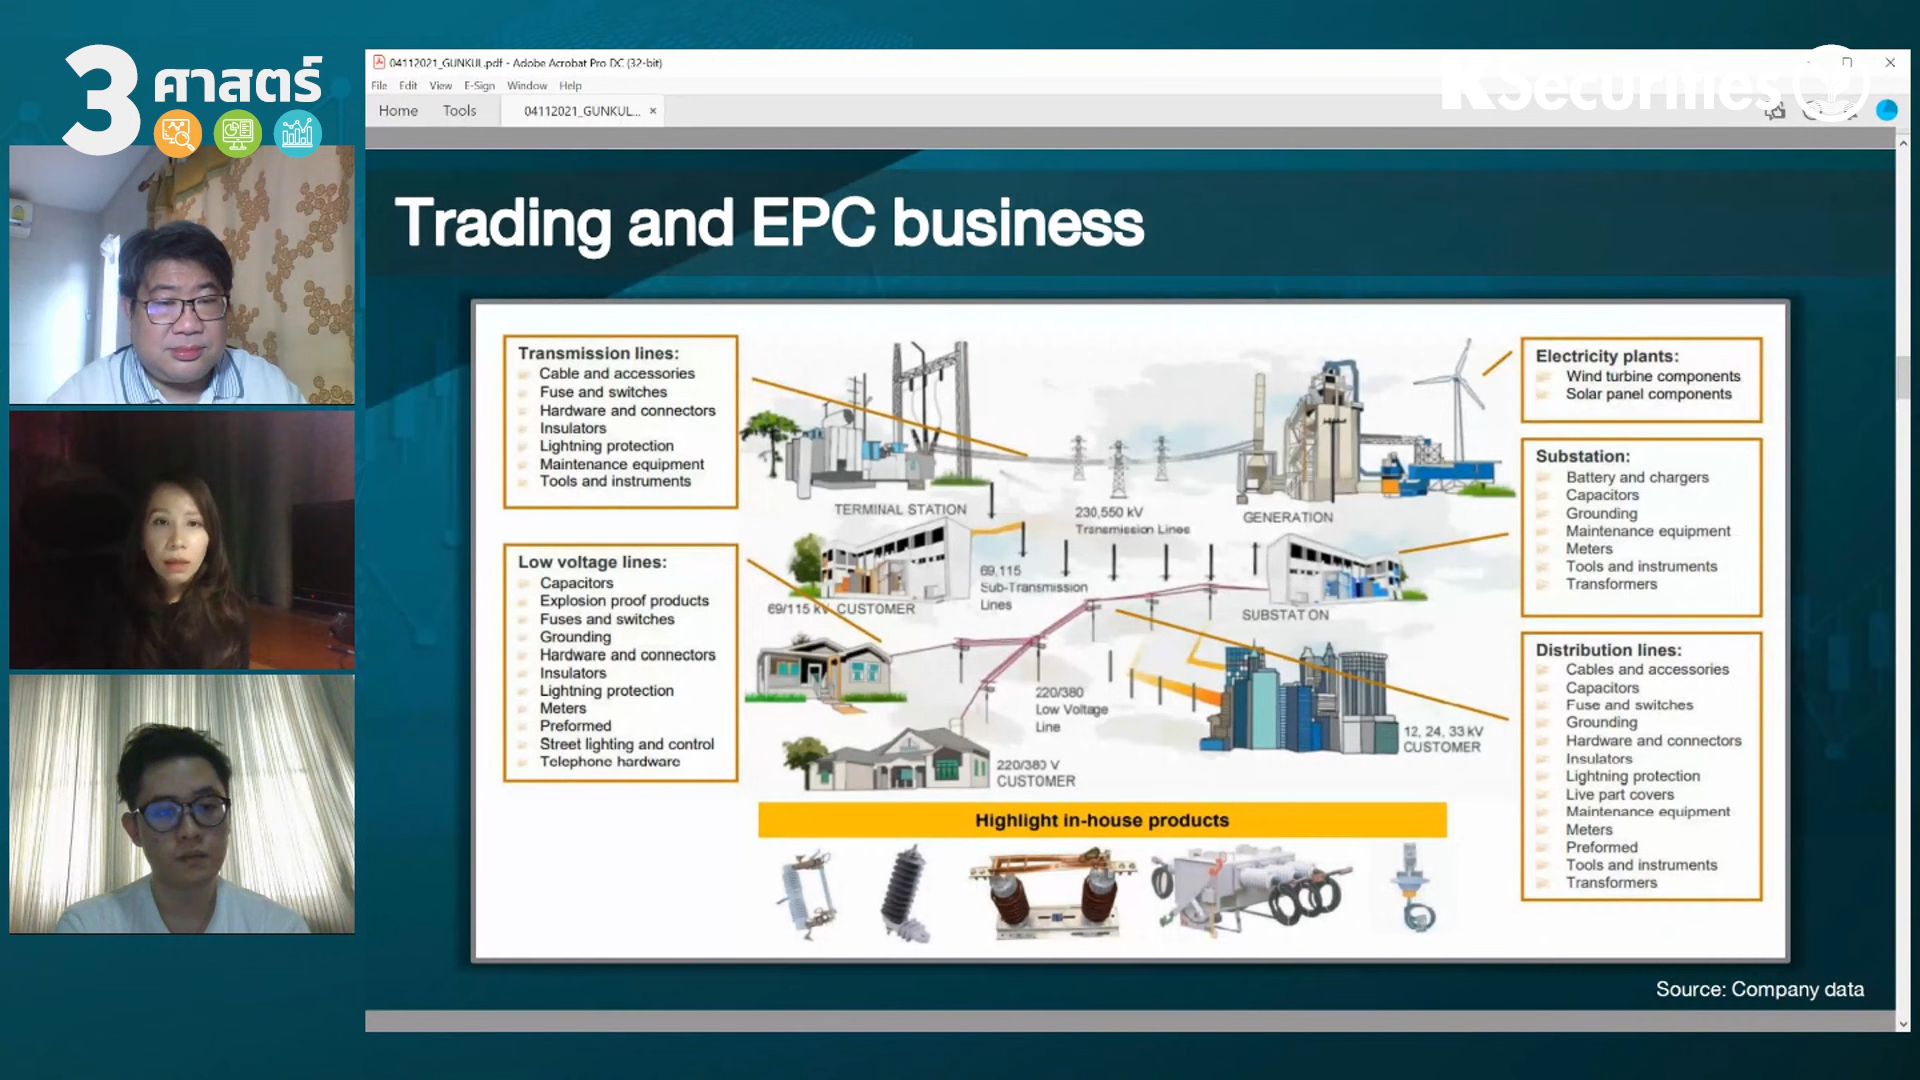 3 ศาสตร์
04112021_GUNKUL.pdf - Adobe Acrobat Pro DC (32-bit)
File Edit View E-Sign Window Help
Home Tools 04112021_GUNKUL... ×
KSecurities
Trading and EPC business
Transmission lines:
Cable and accessories
Fuse and switches
Hardware and connectors
Insulators
Lightning protection
Maintenance equipment
Tools and instruments
Low voltage lines:
Capacitors
Explosion proof products
Fuses and switches
Grounding
Hardware and connectors
Insulators
Lightning protection
Meters
Preformed
Street lighting and control
Telephone hardware
TERMINAL STATION
230,550 kV
Transmission Lines
GENERATION
69,115
Sub-Transmission
Lines
69/115 kV CUSTOMER
SUBSTAT ON
220/380
Low Voltage
Line
12, 24, 33 kV
CUSTOMER
220/380 V
CUSTOMER
Electricity plants:
Wind turbine components
Solar panel components
Substation:
Battery and chargers
Capacitors
Grounding
Maintenance equipment
Meters
Tools and instruments
Transformers
Distribution lines:
Cables and accessories
Capacitors
Fuse and switches
Grounding
Hardware and connectors
Insulators
Lightning protection
Live part covers
Maintenance equipment
Meters
Preformed
Tools and instruments
Transformers
Highlight in-house products
Source: Company data